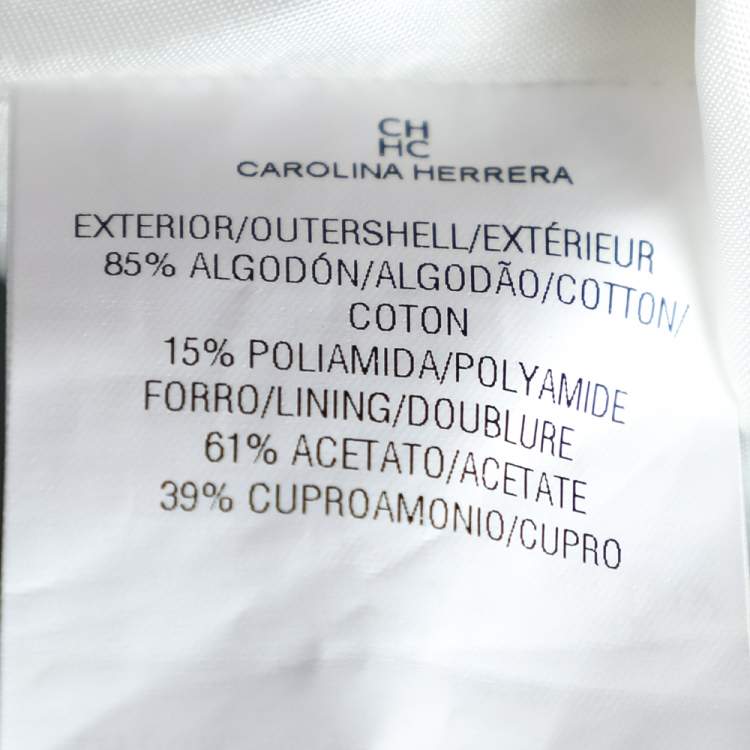 CH
HC
CAROLINA HERRERA
EXTERIOR/OUTERSHELL/EXTÉRIEUR
85% ALGODÓN/ALGODÃO/COTTON/
COTON
15% POLIAMIDA/POLYAMIDE
FORRO/LINING/DOUBLURE
61% ACETATO/ACETATE
39% CUPROAMONIO/CUPRO